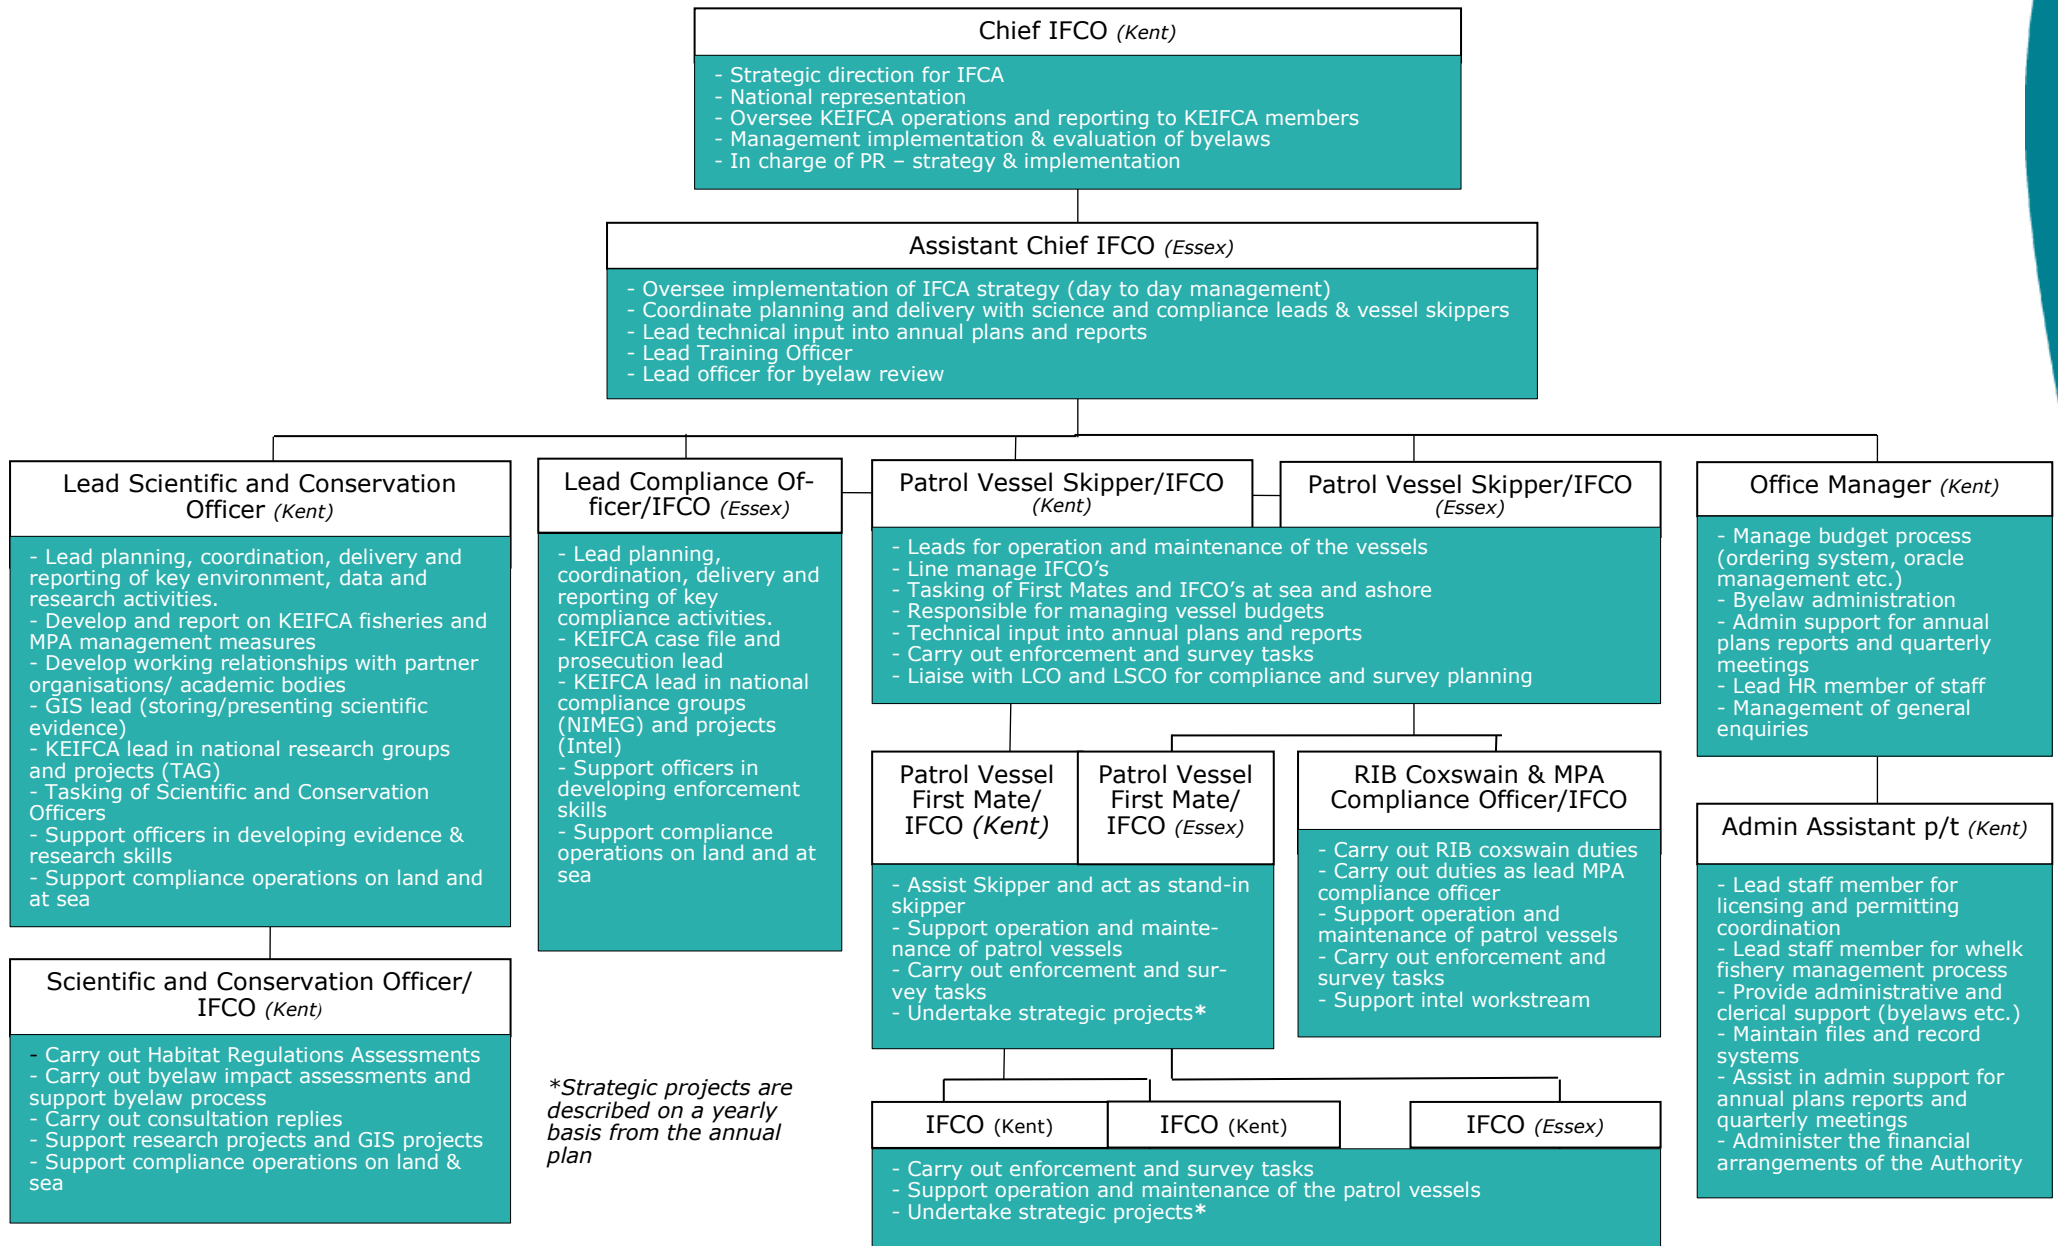 Chief IFCO (Kent)
- Strategic direction for IFCA
- National representation
- Oversee KEIFCA operations and reporting to KEIFCA members
- Management implementation & evaluation of byelaws
- In charge of PR – strategy & implementation
Assistant Chief IFCO (Essex)
- Oversee implementation of IFCA strategy (day to day management)
- Coordinate planning and delivery with science and compliance leads & vessel skippers
- Lead technical input into annual plans and reports
- Lead Training Officer
- Lead officer for byelaw review
Lead Scientific and Conservation
Officer (Kent)
- Lead planning, coordination, delivery and
reporting of key environment, data and
research activities.
- Develop and report on KEIFCA fisheries and
MPA management measures
- Develop working relationships with partner
organisations/ academic bodies
- GIS lead (storing/presenting scientific
evidence)
- KEIFCA lead in national research groups
and projects (TAG)
- Tasking of Scientific and Conservation
Officers
- Support officers in developing evidence &
research skills
- Support compliance operations on land and
at sea
Scientific and Conservation Officer/
IFCO (Kent)
- Carry out Habitat Regulations Assessments
- Carry out byelaw impact assessments and
support byelaw process
- Carry out consultation replies
- Support research projects and GIS projects
- Support compliance operations on land &
sea
Lead Compliance Of-
ficer/IFCO (Essex)
- Lead planning,
coordination, delivery and
reporting of key
compliance activities.
- KEIFCA case file and
prosecution lead
- KEIFCA lead in national
compliance groups
(NIMEG) and projects
(Intel)
- Support officers in
developing enforcement
skills
- Support compliance
operations on land and at
sea
*Strategic projects are
described on a yearly
basis from the annual
plan
Patrol Vessel Skipper/IFCO
(Kent)
Patrol Vessel Skipper/IFCO
(Essex)
- Leads for operation and maintenance of the vessels
- Line manage IFCO’s
- Tasking of First Mates and IFCO’s at sea and ashore
- Responsible for managing vessel budgets
- Technical input into annual plans and reports
- Carry out enforcement and survey tasks
- Liaise with LCO and LSCO for compliance and survey planning
Patrol Vessel
First Mate/
IFCO (Kent)
Patrol Vessel
First Mate/
IFCO (Essex)
- Assist Skipper and act as stand-in
skipper
- Support operation and mainte-
nance of patrol vessels
- Carry out enforcement and sur-
vey tasks
- Undertake strategic projects*
RIB Coxswain & MPA
Compliance Officer/IFCO
- Carry out RIB coxswain duties
- Carry out duties as lead MPA
compliance officer
- Support operation and
maintenance of patrol vessels
- Carry out enforcement and
survey tasks
- Support intel workstream
IFCO (Kent)
IFCO (Kent)
IFCO (Essex)
- Carry out enforcement and survey tasks
- Support operation and maintenance of the patrol vessels
- Undertake strategic projects*
Office Manager (Kent)
- Manage budget process
(ordering system, oracle
management etc.)
- Byelaw administration
- Admin support for annual
plans reports and quarterly
meetings
- Lead HR member of staff
- Management of general
enquiries
Admin Assistant p/t (Kent)
- Lead staff member for
licensing and permitting
coordination
- Lead staff member for whelk
fishery management process
- Provide administrative and
clerical support (byelaws etc.)
- Maintain files and record
systems
- Assist in admin support for
annual plans reports and
quarterly meetings
- Administer the financial
arrangements of the Authority